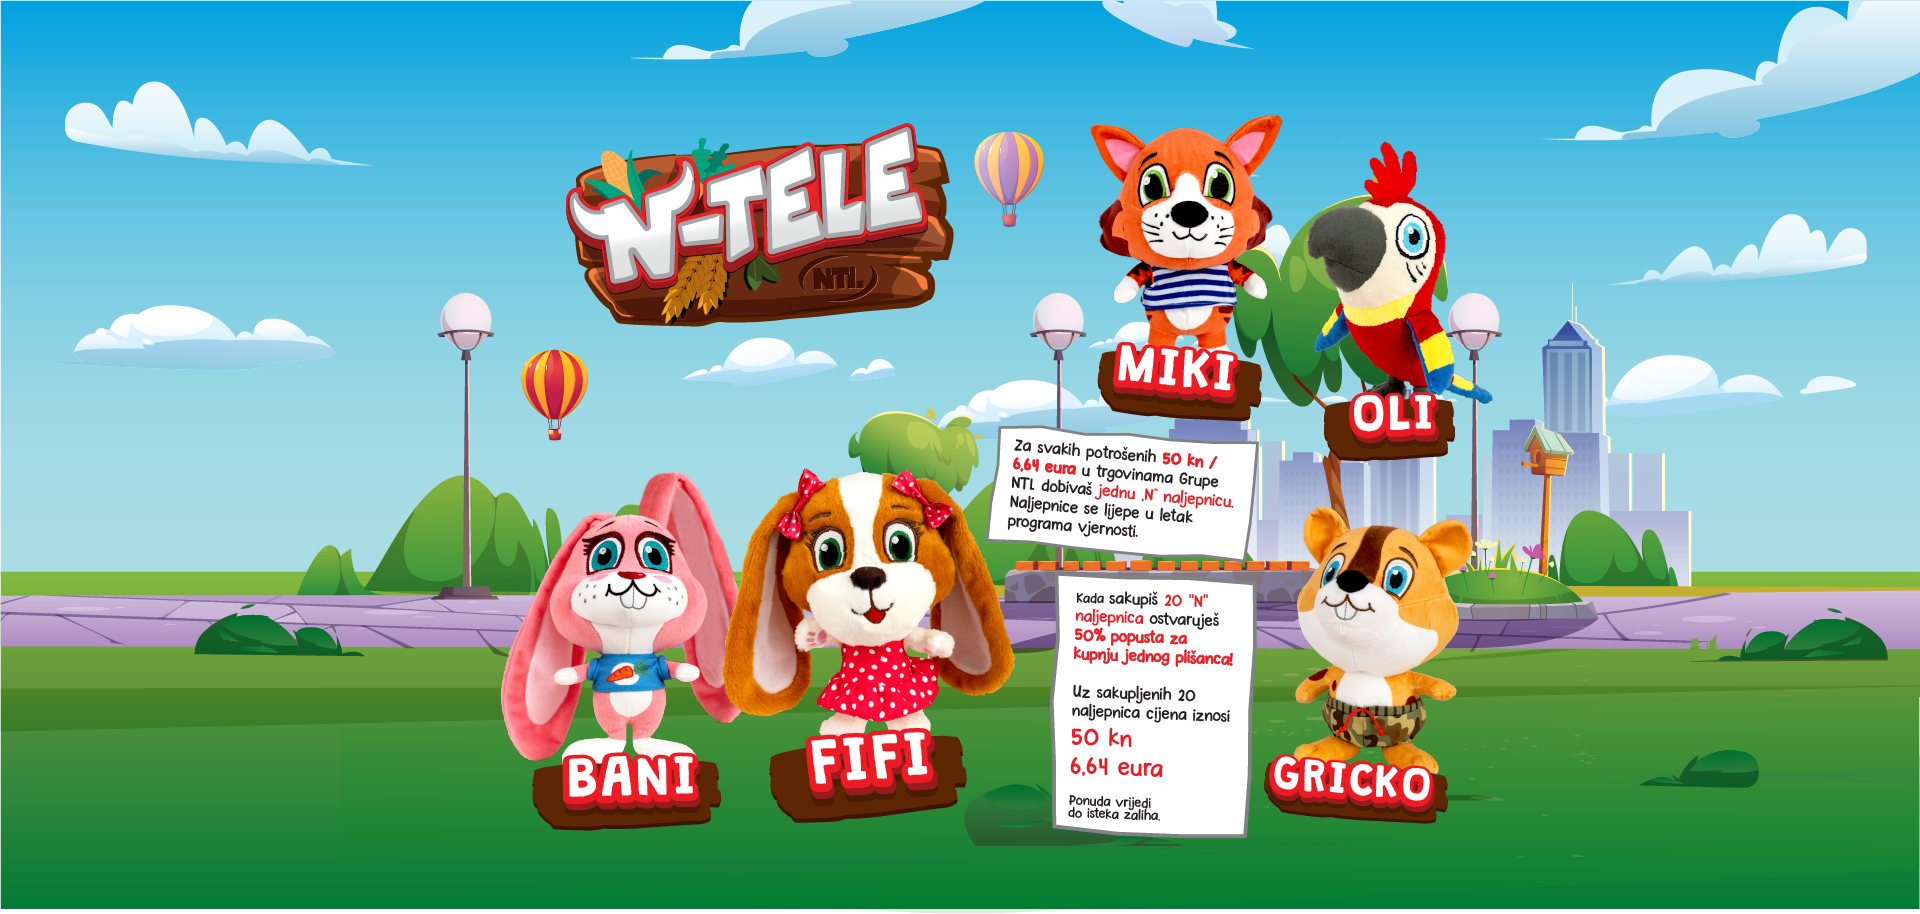 N-TELE
NTL
MIKI
OLI
Za svakih potrošenih 50 kn /
6,64 eura u trgovinama Grupe
NTL dobivaš jednu „N“ naljepnicu.
Naljepnice se lijepe u letak
programa vjernosti.
Kada sakupiš 20 "N"
naljepnica ostvaruješ
50% popusta za
kupnju jednog plišanca!
Uz sakupljenih 20
naljepnica cijena iznosi
50 kn
6,64 eura
Ponuda vrijedi
do isteka zaliha.
BANI
FIFI
GRICKO